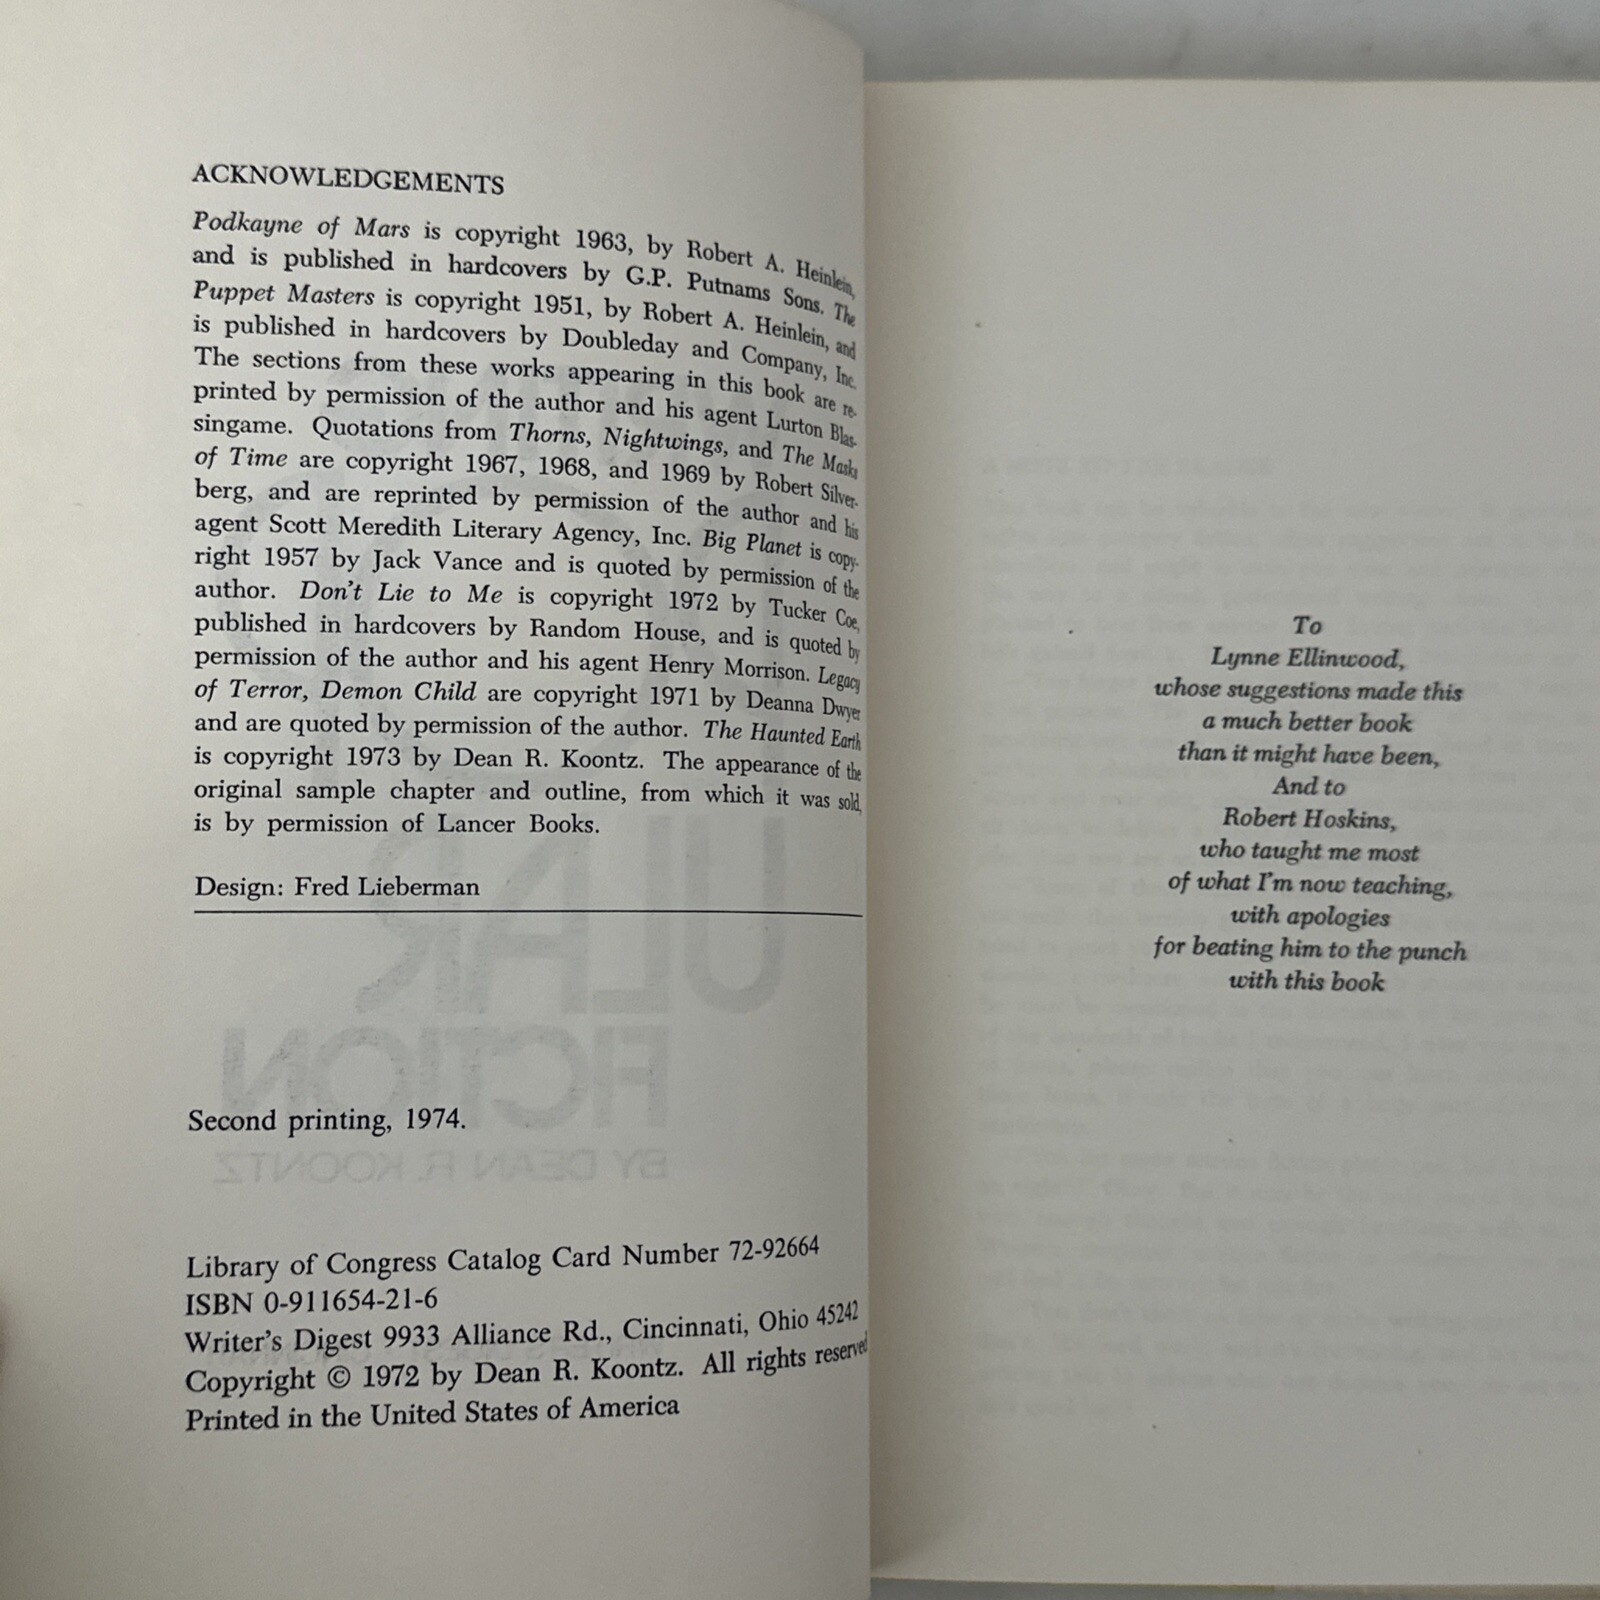 ACKNOWLEDGEMENTS
Podkayne of Mars is copyright 1963, by Robert A. Heinlein,
and is published in hardcovers by G.P. Putnams Sons. The
Puppet Masters is copyright 1951, by Robert A. Heinlein, and
is published in hardcovers by Doubleday and Company, Inc.
The sections from these works appearing in this book are re-
printed by permission of the author and his agent Lurton Blas-
singame. Quotations from Thorns, Nightwings, and The Masks
of Time are copyright 1967, 1968, and 1969 by Robert Silver-
berg, and are reprinted by permission of the author and his
agent Scott Meredith Literary Agency, Inc. Big Planet is copy-
right 1957 by Jack Vance and is quoted by permission of the
author. Don't Lie to Me is copyright 1972 by Tucker Coe,
published in hardcovers by Random House, and is quoted by
permission of the author and his agent Henry Morrison. Legacy
of Terror, Demon Child are copyright 1971 by Deanna Dwyer
and are quoted by permission of the author. The Haunted Earth
is copyright 1973 by Dean R. Koontz. The appearance of the
original sample chapter and outline, from which it was sold,
is by permission of Lancer Books.
Design: Fred Lieberman
Second printing, 1974.
Library of Congress Catalog Card Number 72-92664
ISBN 0-911654-21-6
Writer's Digest 9933 Alliance Rd., Cincinnati, Ohio 45242
Copyright © 1972 by Dean R. Koontz. All rights reserved
Printed in the United States of America
To
Lynne Ellinwood,
whose suggestions made this
a much better book
than it might have been,
And to
Robert Hoskins,
who taught me most
of what I'm now teaching,
with apologies
for beating him to the punch
with this book